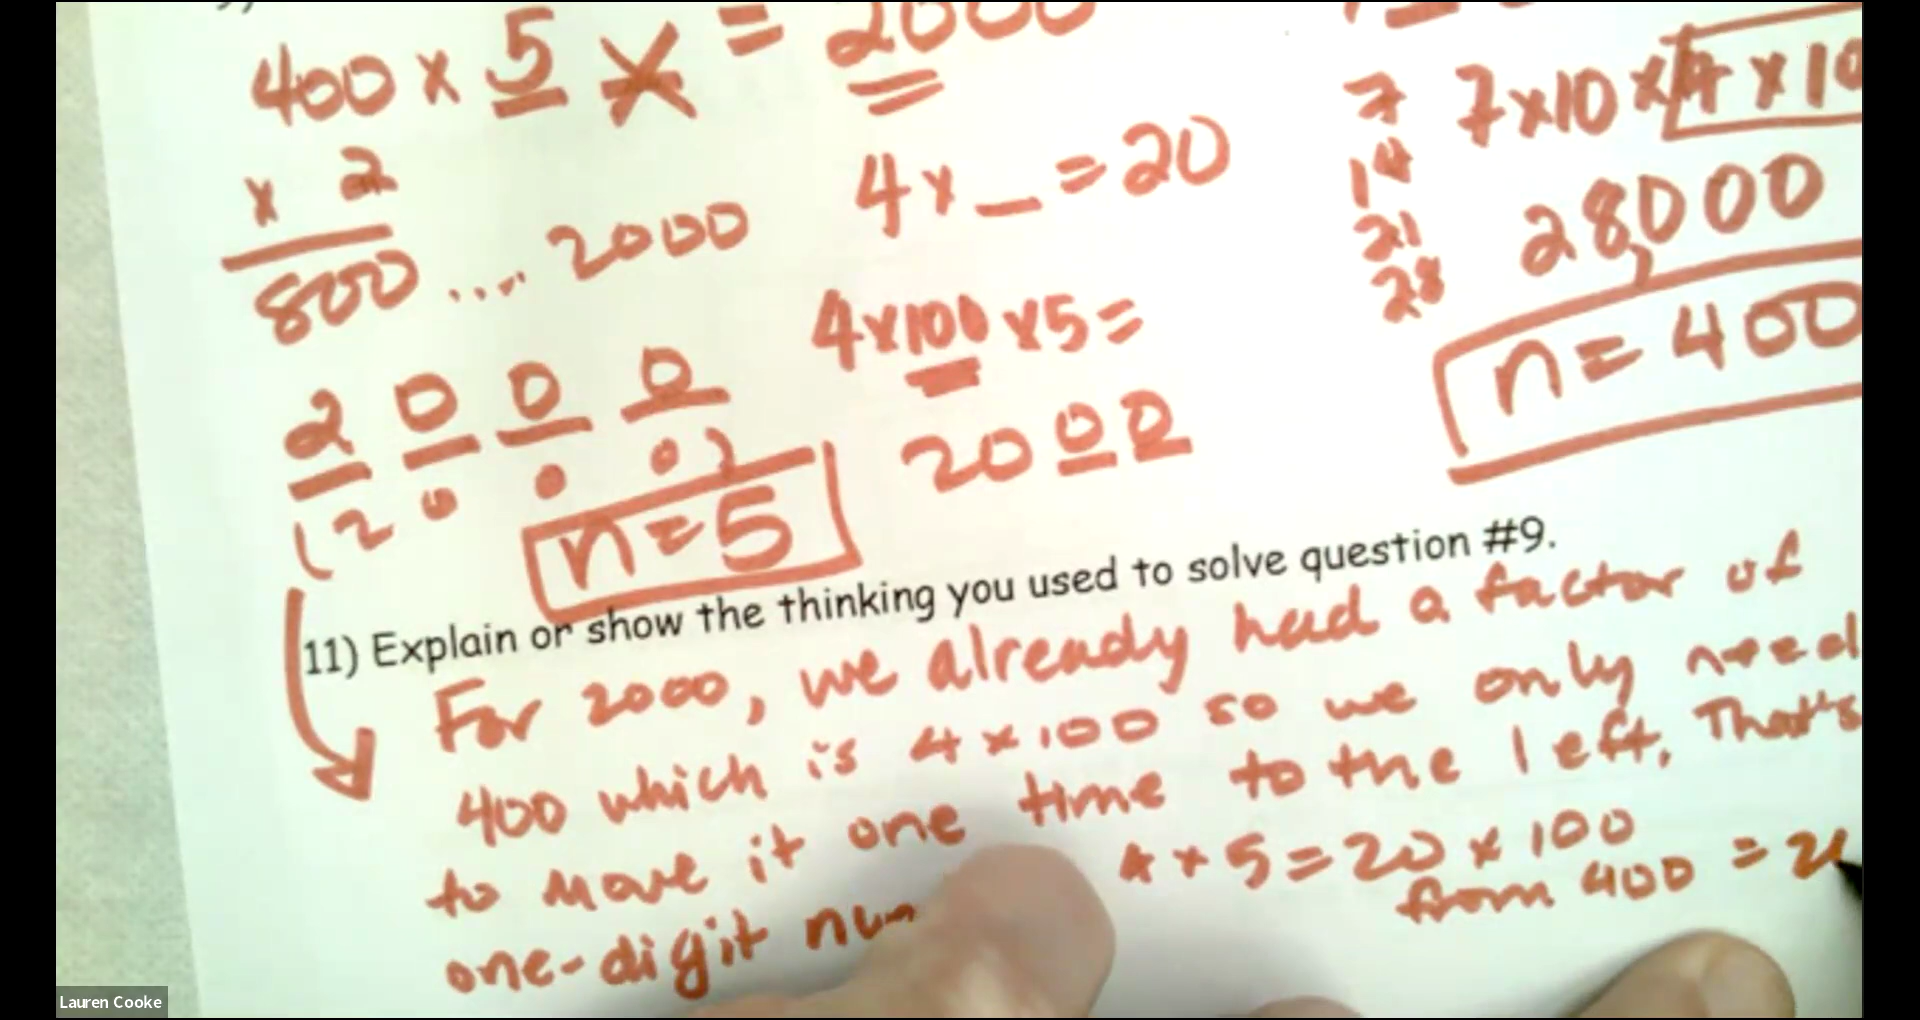 400 x 5 = 2000
x 2
800 .... 2000
4 x _ = 20
4 x 100 x 5 =
2000
2 0 0 0
n = 5
7
14
21
28
7 x 10 x 4 x 10
28,000
n = 400
11) Explain or show the thinking you used to solve question #9.
For 2000, we already had a factor of
400 which is 4 x 100 so we only need
to move it one time to the left. That's
one-digit
4 x 5 = 20 x 100
from 400 =
Lauren Cooke